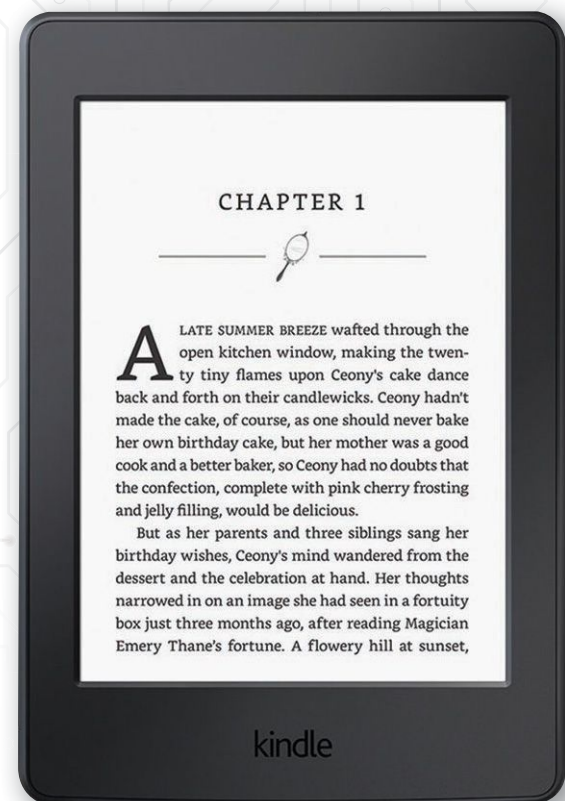 CHAPTER 1
A LATE SUMMER BREEZE wafted through the
open kitchen window, making the twen-
ty tiny flames upon Ceony's cake dance
back and forth on their candlewicks. Ceony hadn't
made the cake, of course, as one should never bake
her own birthday cake, but her mother was a good
cook and a better baker, so Ceony had no doubts that
the confection, complete with pink cherry frosting
and jelly filling, would be delicious.
But as her parents and three siblings sang her
birthday wishes, Ceony's mind wandered from the
dessert and the celebration at hand. Her thoughts
narrowed in on an image she had seen in a fortuity
box just three months ago, after reading Magician
Emery Thane’s fortune. A flowery hill at sunset,
kindle